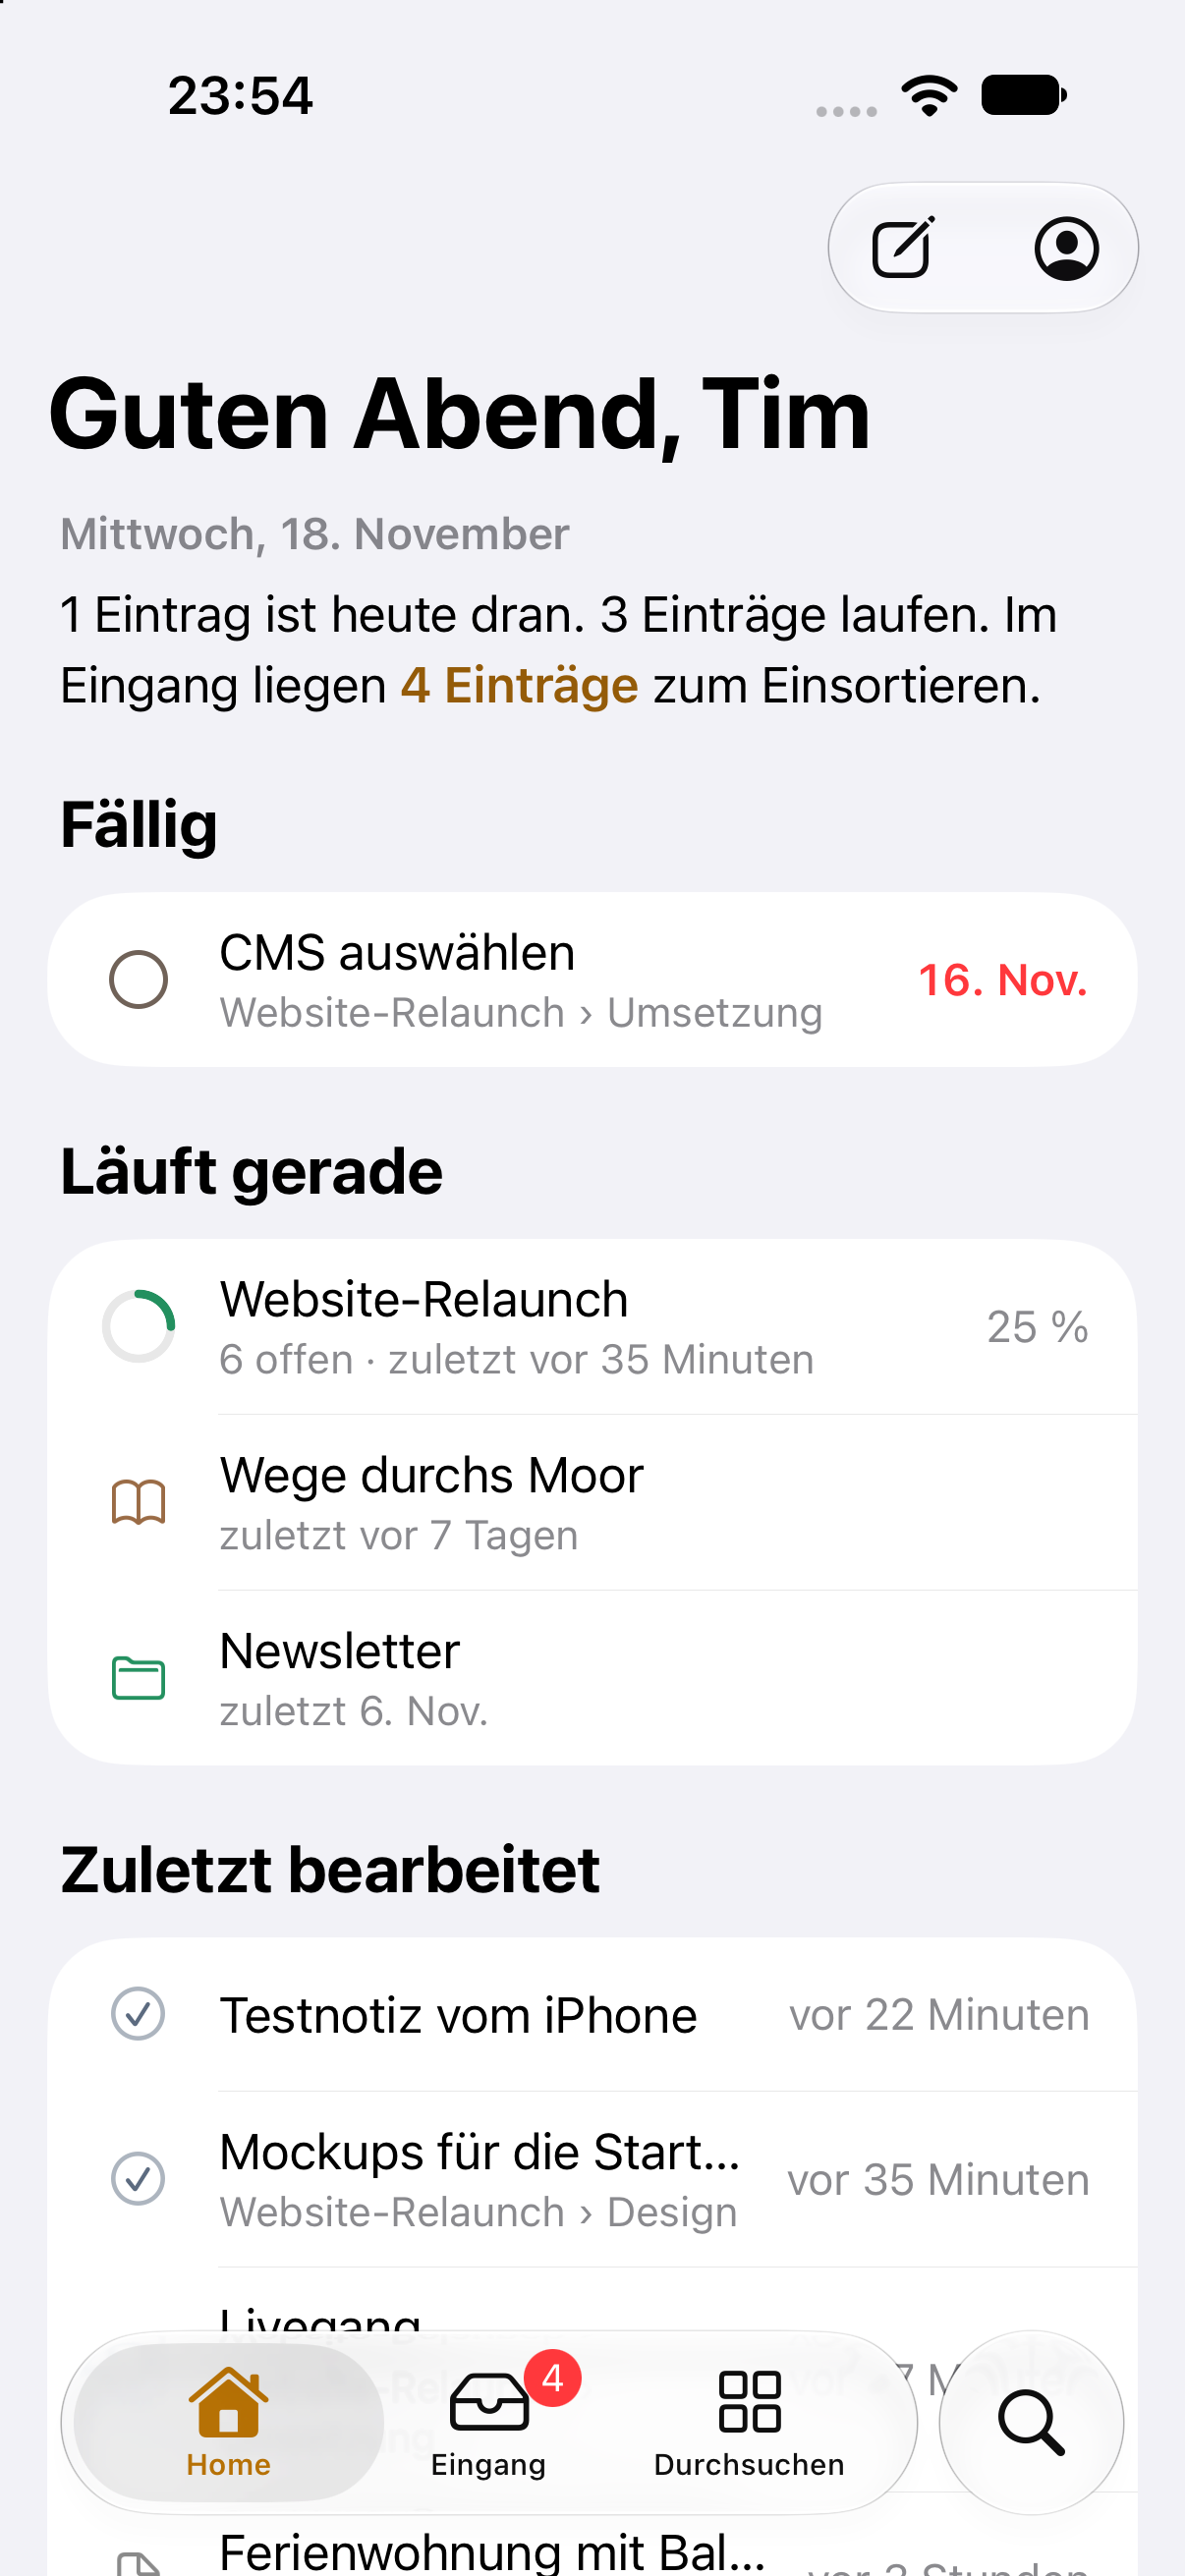 23:54
Guten Abend, Tim
Mittwoch, 18. November
1 Eintrag ist heute dran. 3 Einträge laufen. Im
Eingang liegen 4 Einträge zum Einsortieren.
Fällig
CMS auswählen
Website-Relaunch › Umsetzung
16. Nov.
Läuft gerade
Website-Relaunch
6 offen · zuletzt vor 35 Minuten
25 %
Wege durchs Moor
zuletzt vor 7 Tagen
Newsletter
zuletzt 6. Nov.
Zuletzt bearbeitet
Testnotiz vom iPhone
vor 22 Minuten
Mockups für die Start...
Website-Relaunch › Design
vor 35 Minuten
Livegang
4
Home
Eingang
Durchsuchen
Ferienwohnung mit Bal...
vor 3 Stunden